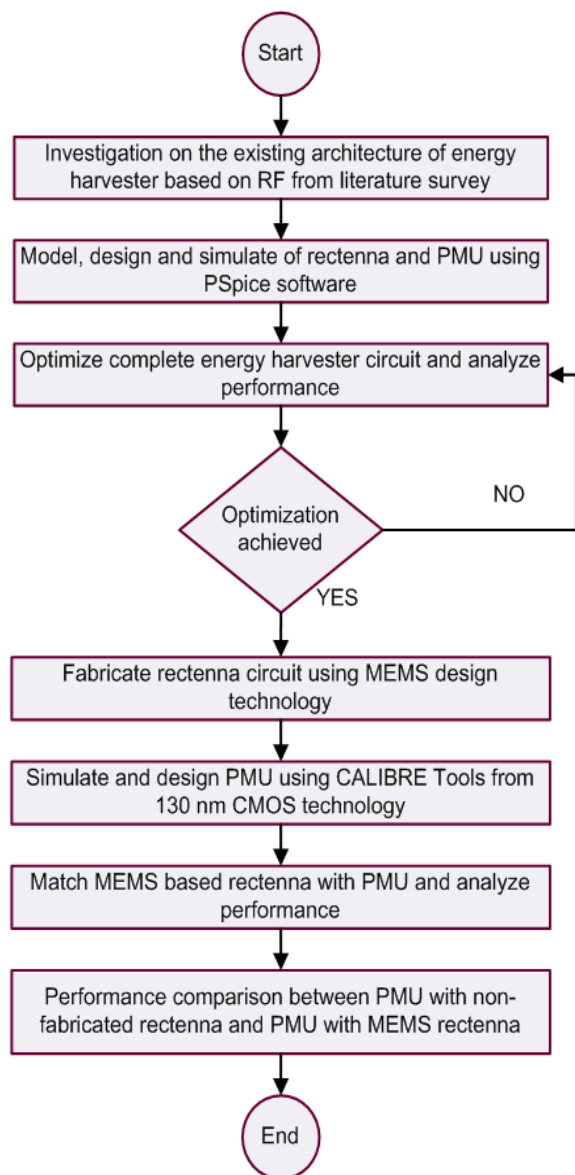 Start
Investigation on the existing architecture of energy
harvester based on RF from literature survey
Model, design and simulate of rectenna and PMU using
PSpice software
Optimize complete energy harvester circuit and analyze
performance
NO
Optimization
achieved
YES
Fabricate rectenna circuit using MEMS design
technology
Simulate and design PMU using CALIBRE Tools from
130 nm CMOS technology
Match MEMS based rectenna with PMU and analyze
performance
Performance comparison between PMU with non-
fabricated rectenna and PMU with MEMS rectenna
End